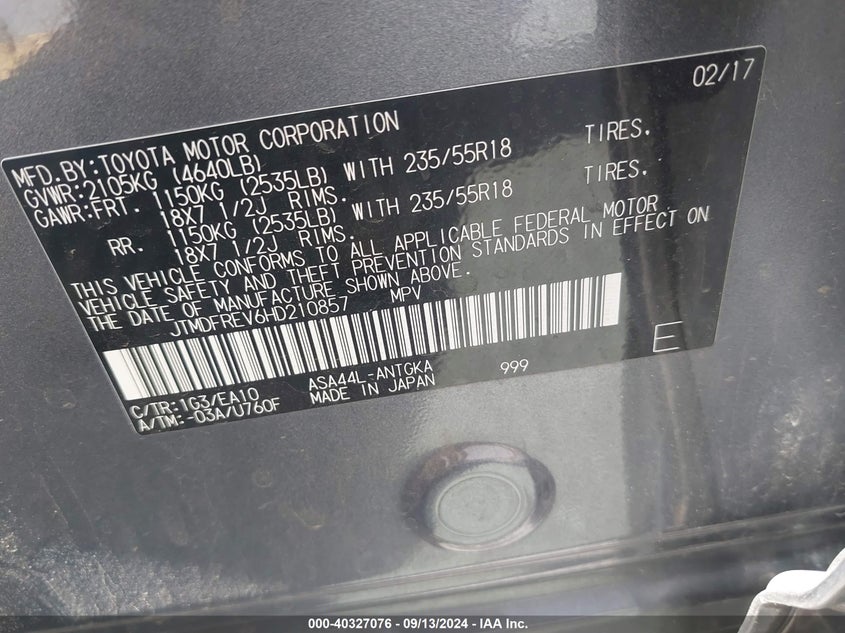 02/17
MFD.BY:TOYOTA MOTOR CORPORATION
GVWR:2105KG (4640LB)
GAWR:FRT. 1150KG (2535LB) WITH 235/55R18 TIRES.
18X7 1/2J RIMS.
RR. 1150KG (2535LB) WITH 235/55R18 TIRES.
18X7 1/2J RIMS.
THIS VEHICLE CONFORMS TO ALL APPLICABLE FEDERAL MOTOR
VEHICLE SAFETY AND THEFT PREVENTION STANDARDS IN EFFECT ON
THE DATE OF MANUFACTURE SHOWN ABOVE.
JTMDFREV6HD210857 MPV
E
C/TR:1G3/EA10 ASA44L-ANTGKA 999
A/TM:-03A/U760F MADE IN JAPAN
000-40327076 - 09/13/2024 - IAA Inc.